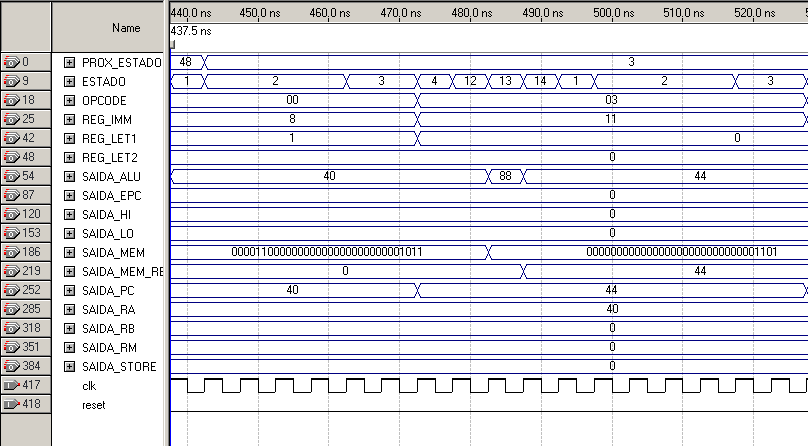 440.0 ns 450.0 ns 460.0 ns 470.0 ns 480.0 ns 490.0 ns 500.0 ns 510.0 ns 520.0 ns
Name
437.5 ns
0 PROX_ESTADO 48 3
9 ESTADO 1 2 3 4 12 13 14 1 2 3
18 OPCODE 00 03
25 REG_IMM 8 11
42 REG_LET1 1 0
48 REG_LET2 0
54 SAIDA_ALU 40 88 44
87 SAIDA_EPC 0
120 SAIDA_HI 0
153 SAIDA_LO 0
186 SAIDA_MEM 00001100000000000000000000001011 00000000000000000000000000001101
219 SAIDA_MEM_RE 0 44
252 SAIDA_PC 40 44
285 SAIDA_RA 40
318 SAIDA_RB 0
351 SAIDA_RM 0
384 SAIDA_STORE 0
417 clk
418 reset